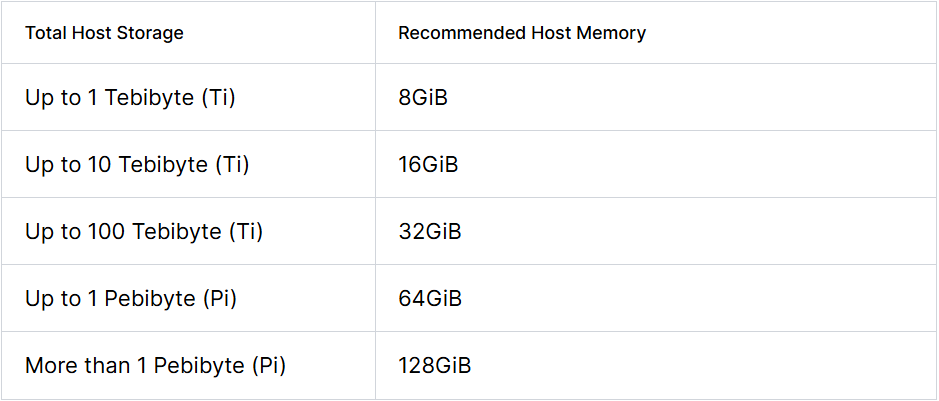 Total Host Storage Recommended Host Memory
Up to 1 Tebibyte (Ti) 8GiB
Up to 10 Tebibyte (Ti) 16GiB
Up to 100 Tebibyte (Ti) 32GiB
Up to 1 Pebibyte (Pi) 64GiB
More than 1 Pebibyte (Pi) 128GiB